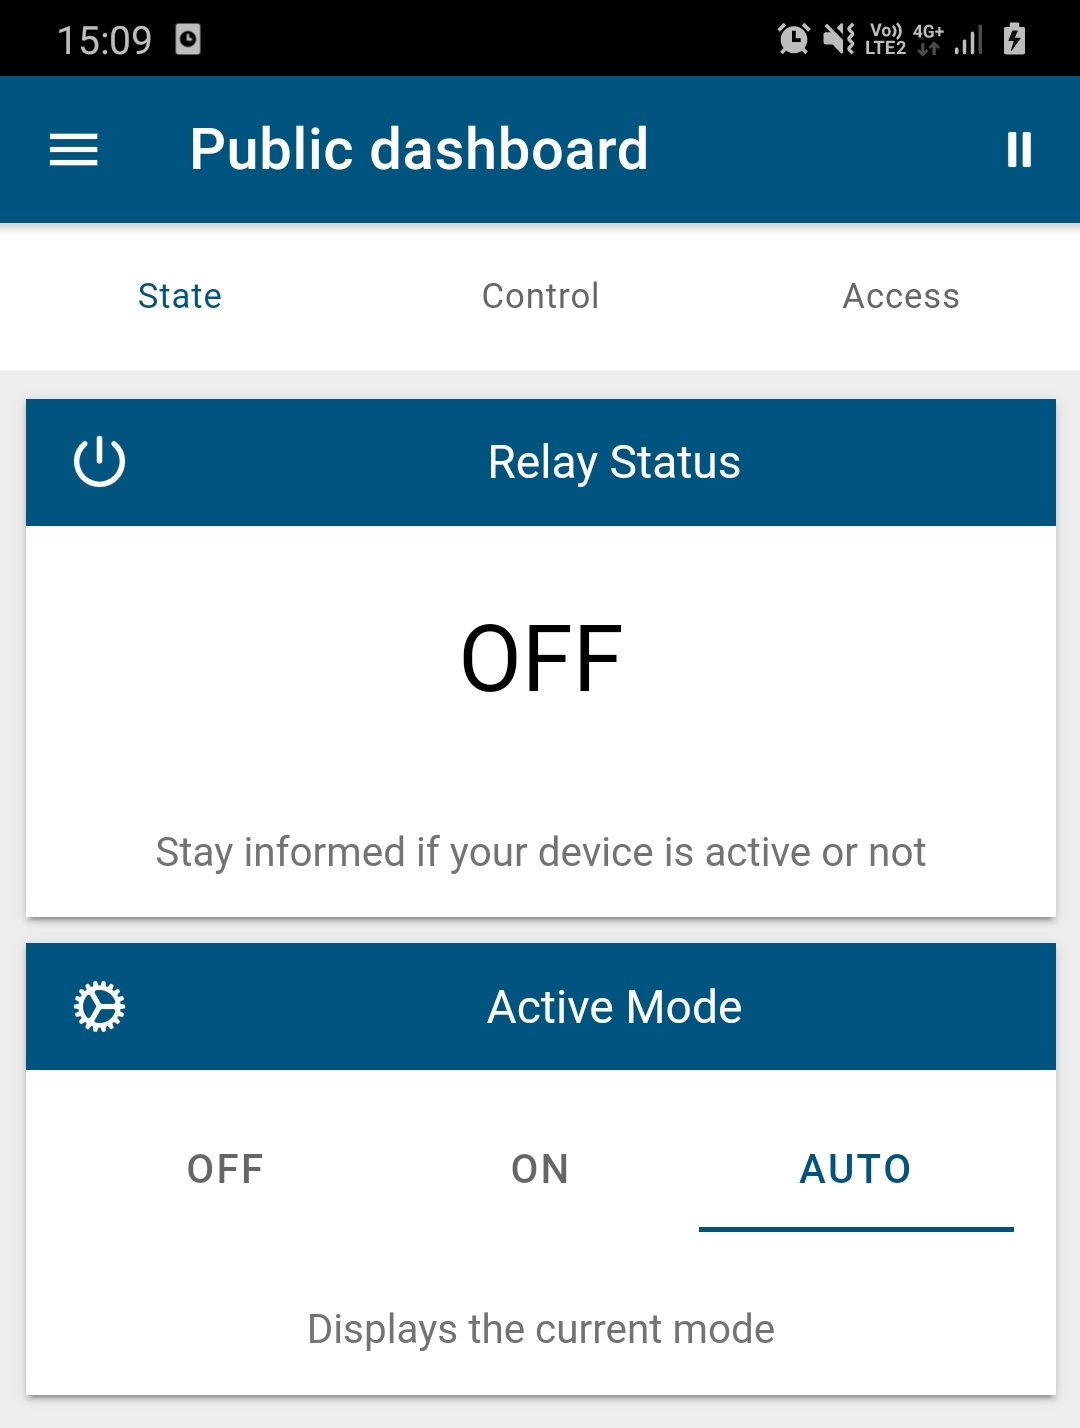 15:09 Vo)) LTE2 4G+
Public dashboard
State Control Access
Relay Status
OFF
Stay informed if your device is active or not
Active Mode
OFF ON AUTO
Displays the current mode